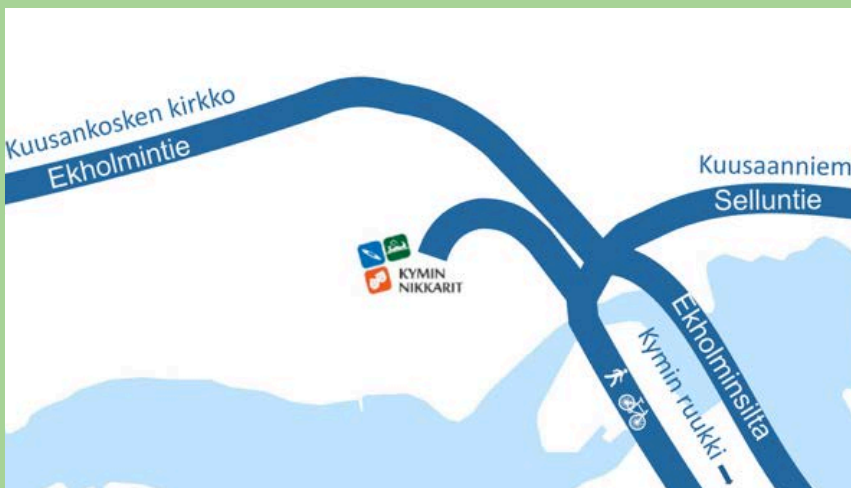 Kuusankosken kirkko
Ekholmintie
Kuusaanniem
Selluntie
KYMIN
NIKKARIT
Ekholminsilta
Kymin ruukki